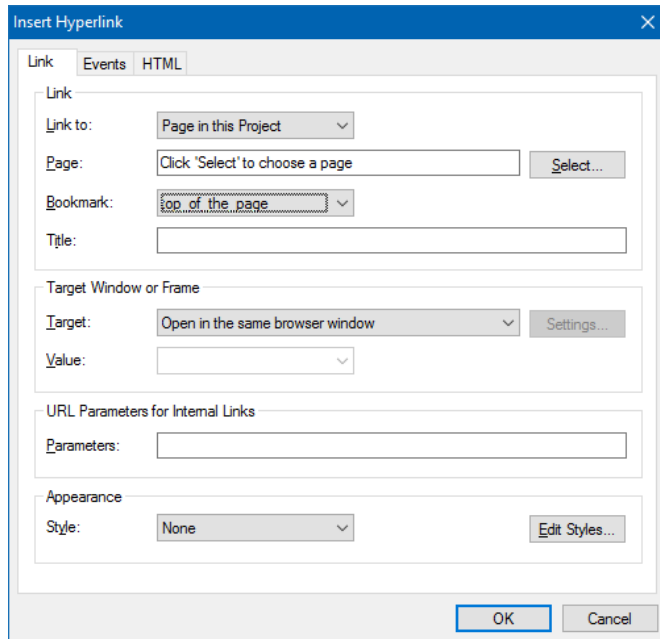 Insert Hyperlink
Link Events HTML
Link
Link to: Page in this Project
Page: Click 'Select' to choose a page Select...
Bookmark: top_of_the_page
Title:
Target Window or Frame
Target: Open in the same browser window Settings...
Value:
URL Parameters for Internal Links
Parameters:
Appearance
Style: None Edit Styles...
OK Cancel